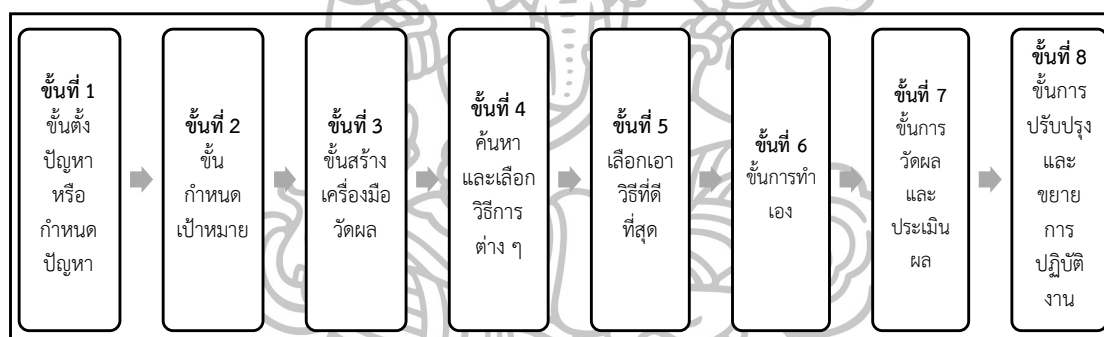 ขั้นที่ 1
ขั้นตั้ง
ปัญหา
หรือ
กำหนด
ปัญหา
ขั้นที่ 2
ขั้น
กำหนด
เป้าหมาย
ขั้นที่ 3
ขั้นสร้าง
เครื่องมือ
วัดผล
ขั้นที่ 4
ค้นหา
และเลือก
วิธีการ
ต่าง ๆ
ขั้นที่ 5
เลือกเอา
วิธีที่ดี
ที่สุด
ขั้นที่ 6
ขั้นการทำ
เอง
ขั้นที่ 7
ขั้นการ
วัดผล
และ
ประเมิน
ผล
ขั้นที่ 8
ขั้นการ
ปรับปรุง
และ
ขยาย
การ
ปฏิบัติ
งาน